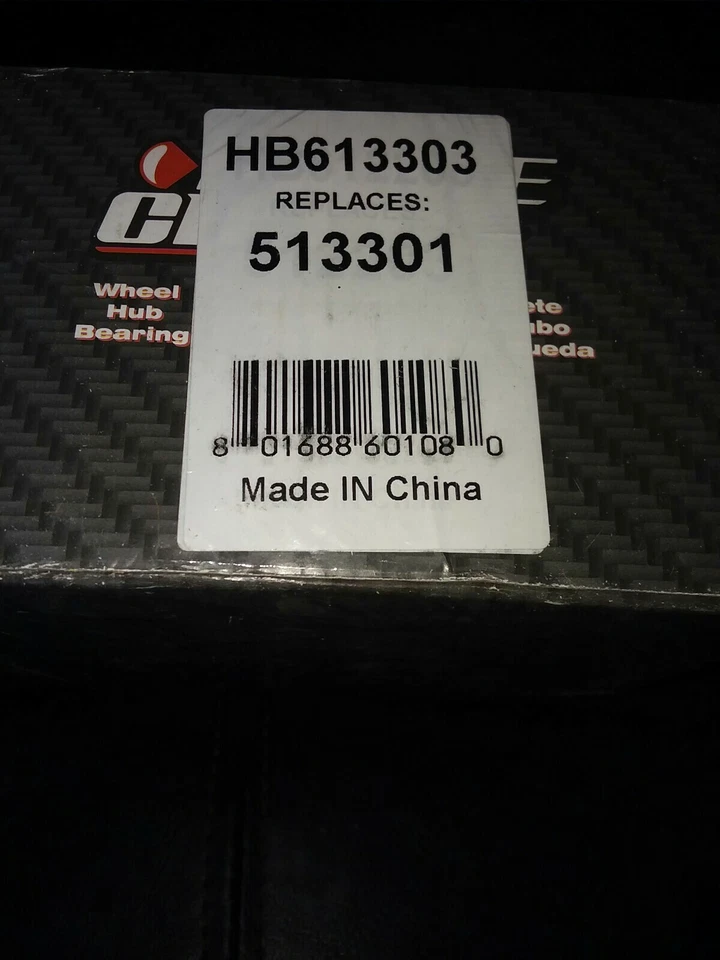 HB613303
REPLACES:
513301
Wheel
Hub
Bearing
8 01688 60108 0
Made IN China